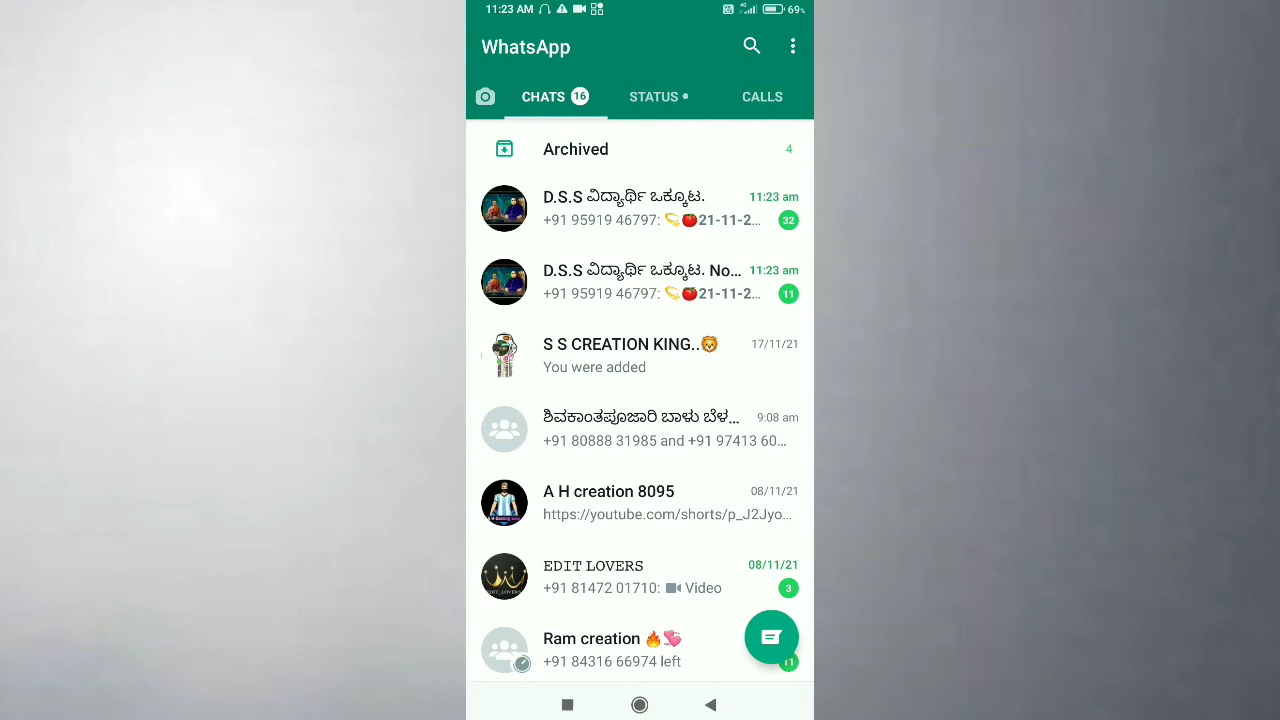 11:23 AM 69%
WhatsApp
CHATS 16 STATUS CALLS
Archived 4
D.S.S ವಿದ್ಯಾರ್ಥಿ ಒಕ್ಕೂಟ. 11:23 am
+91 95919 46797: 💫🍅21-11-2... 32
D.S.S ವಿದ್ಯಾರ್ಥಿ ಒಕ್ಕೂಟ. No... 11:23 am
+91 95919 46797: 💫🍅21-11-2... 11
S S CREATION KING..🦁 17/11/21
You were added
ಶಿವಕಾಂತಪೂಜಾರಿ ಬಾಳು ಬೆಳ... 9:08 am
+91 80888 31985 and +91 97413 60...
A H creation 8095 08/11/21
https://youtube.com/shorts/p_J2Jyo...
EDIT LOVERS 08/11/21
+91 81472 01710: Video 3
Ram creation 🔥💘
+91 84316 66974 left 11